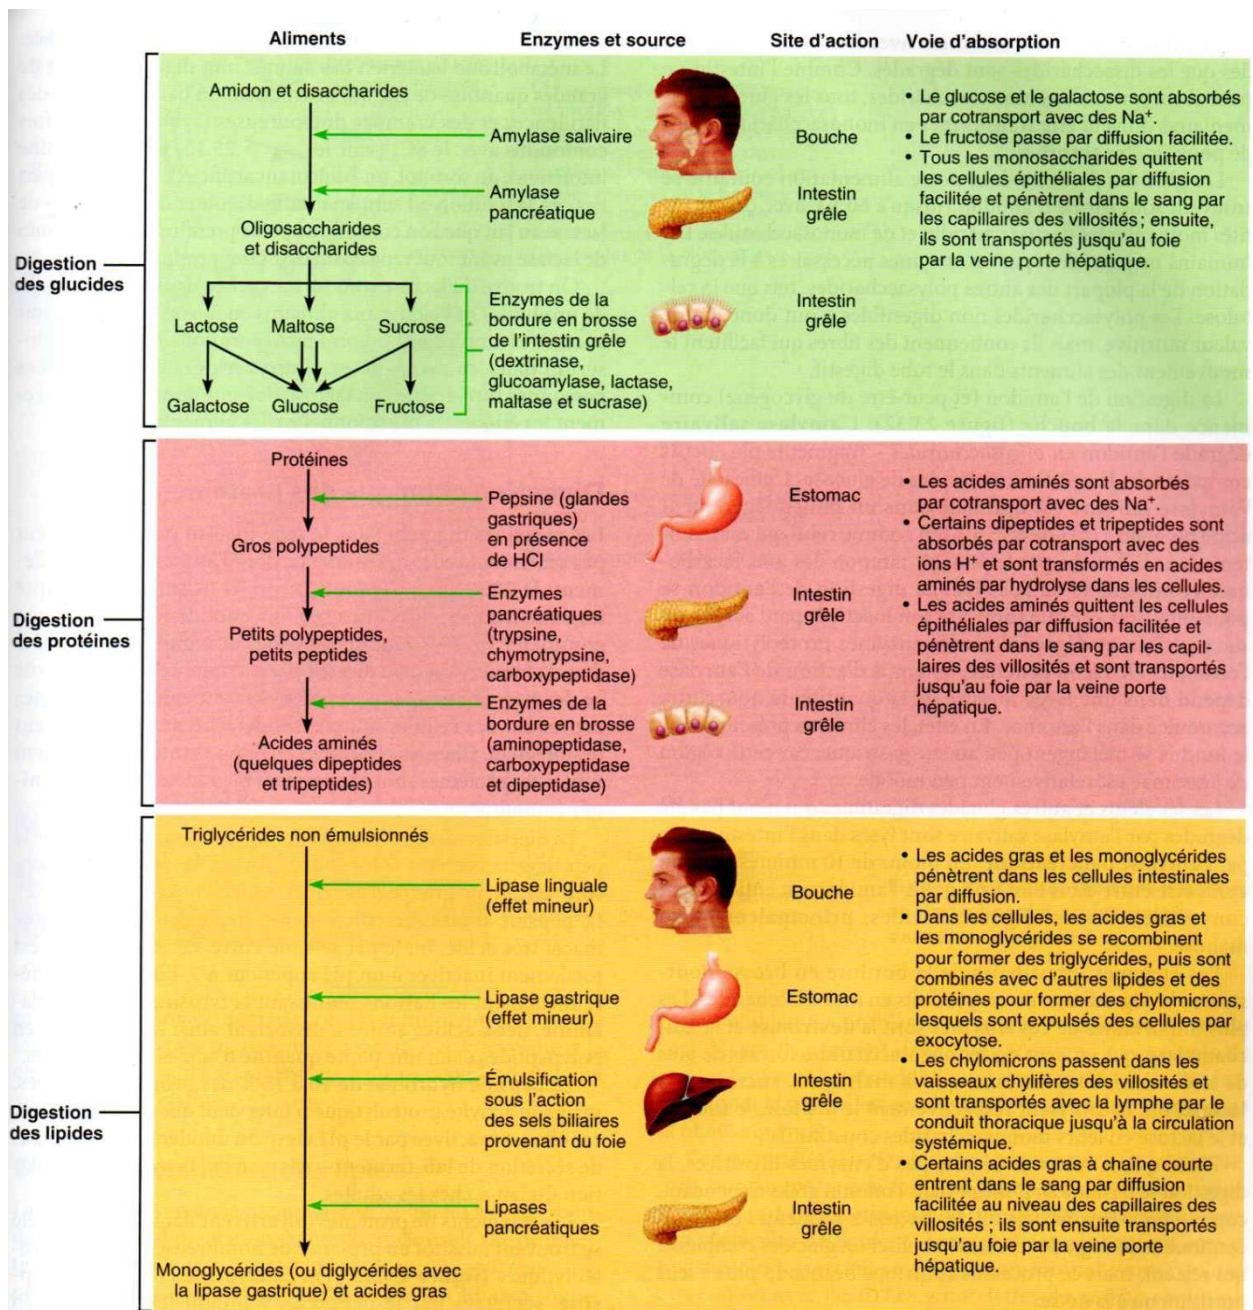 Aliments
Enzymes et source
Site d'action
Voie d'absorption
Digestion
des glucides
Amidon et disaccharides
Amylase salivaire
Bouche
Amylase
pancréatique
Intestin
grêle
Oligosaccharides
et disaccharides
Lactose Maltose Sucrose
Galactose Glucose Fructose
Enzymes de la
bordure en brosse
de l'intestin grêle
(dextrinase,
glucoamylase, lactase,
maltase et sucrase)
Intestin
grêle
• Le glucose et le galactose sont absorbés
par cotransport avec des Na⁺.
• Le fructose passe par diffusion facilitée.
• Tous les monosaccharides quittent
les cellules épithéliales par diffusion
facilitée et pénètrent dans le sang par
les capillaires des villosités ; ensuite,
ils sont transportés jusqu'au foie
par la veine porte hépatique.
Digestion
des protéines
Protéines
Pepsine (glandes
gastriques)
en présence
de HCl
Estomac
Gros polypeptides
Enzymes
pancréatiques
(trypsine,
chymotrypsine,
carboxypeptidase)
Intestin
grêle
Petits polypeptides,
petits peptides
Enzymes de la
bordure en brosse
(aminopeptidase,
carboxypeptidase
et dipeptidase)
Intestin
grêle
Acides aminés
(quelques dipeptides
et tripeptides)
• Les acides aminés sont absorbés
par cotransport avec des Na⁺.
• Certains dipeptides et tripeptides sont
absorbés par cotransport avec des
ions H⁺ et sont transformés en acides
aminés par hydrolyse dans les cellules.
• Les acides aminés quittent les cellules
épithéliales par diffusion facilitée et
pénètrent dans le sang par les capil-
laires des villosités et sont transportés
jusqu'au foie par la veine porte
hépatique.
Digestion
des lipides
Triglycérides non émulsionnés
Lipase linguale
(effet mineur)
Bouche
Lipase gastrique
(effet mineur)
Estomac
Émulsification
sous l'action
des sels biliaires
provenant du foie
Intestin
grêle
Lipases
pancréatiques
Intestin
grêle
Monoglycérides (ou diglycérides avec
la lipase gastrique) et acides gras
• Les acides gras et les monoglycérides
pénètrent dans les cellules intestinales
par diffusion.
• Dans les cellules, les acides gras et
les monoglycérides se recombinent
pour former des triglycérides, puis sont
combinés avec d'autres lipides et des
protéines pour former des chylomicrons,
lesquels sont expulsés des cellules par
exocytose.
• Les chylomicrons passent dans les
vaisseaux chylifères des villosités et
sont transportés avec la lymphe par le
conduit thoracique jusqu'à la circulation
systémique.
• Certains acides gras à chaîne courte
entrent dans le sang par diffusion
facilitée au niveau des capillaires des
villosités ; ils sont ensuite transportés
jusqu'au foie par la veine porte
hépatique.